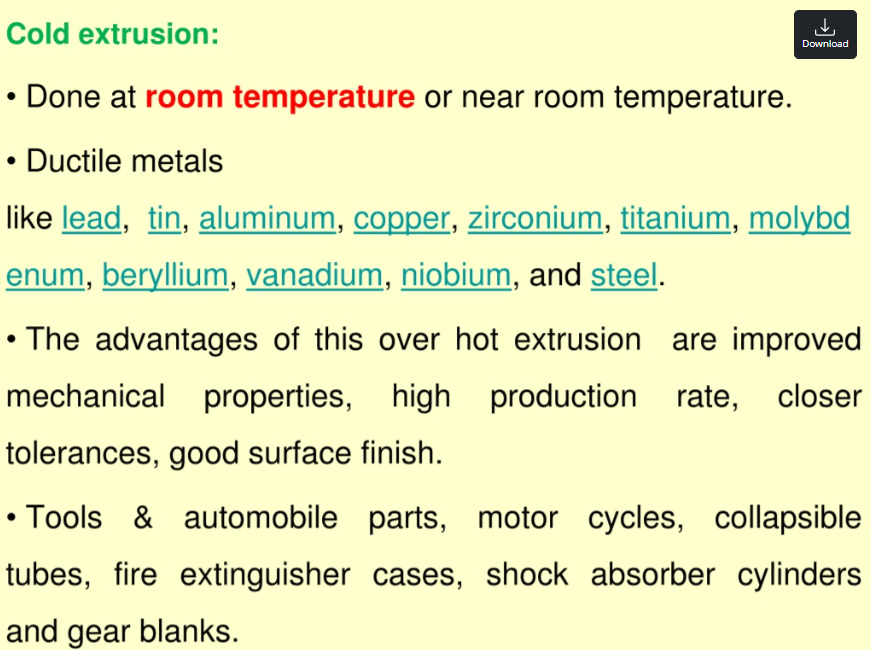 Cold extrusion:
Download
• Done at room temperature or near room temperature.
• Ductile metals
like lead, tin, aluminum, copper, zirconium, titanium, molybd
enum, beryllium, vanadium, niobium, and steel.
• The advantages of this over hot extrusion are improved
mechanical properties, high production rate, closer
tolerances, good surface finish.
• Tools & automobile parts, motor cycles, collapsible
tubes, fire extinguisher cases, shock absorber cylinders
and gear blanks.